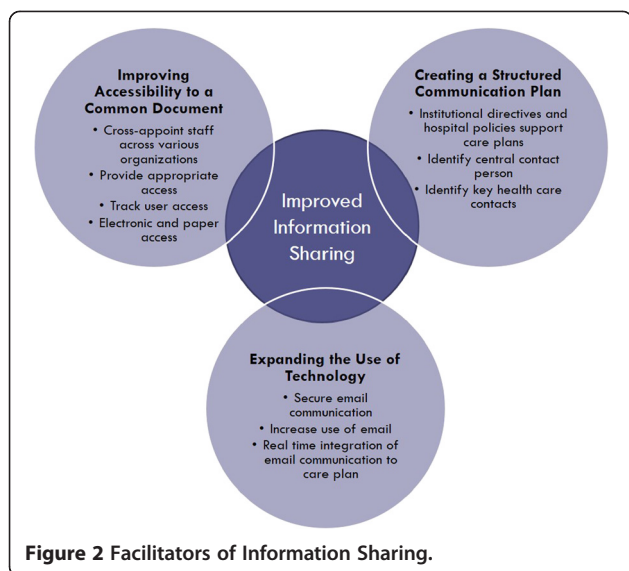 Improving
Accessibility to a
Common Document
• Cross-appoint staff
across various
organizations
• Provide appropriate
access
• Track user access
• Electronic and paper
access
Creating a Structured
Communication Plan
• Institutional directives and
hospital policies support
care plans
• Identify central contact
person
• Identify key health care
contacts
Improved
Information
Sharing
Expanding the Use of
Technology
• Secure email
communication
• Increase use of email
• Real time integration of
email communication to
care plan
Figure 2 Facilitators of Information Sharing.